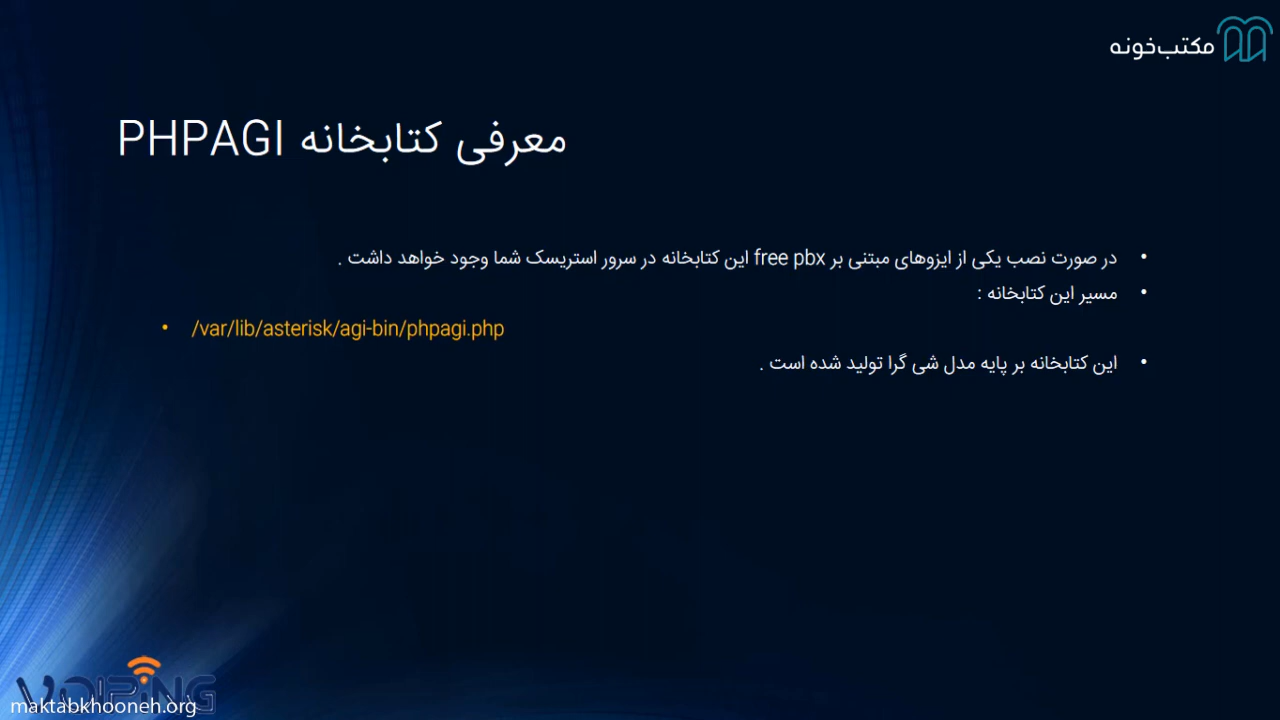 مکتب‌خونه
معرفی کتابخانه PHPAGI
• در صورت نصب یکی از ایزوهای مبتنی بر free pbx این کتابخانه در سرور استریسک شما وجود خواهد داشت .
• مسیر این کتابخانه :
• /var/lib/asterisk/agi-bin/phpagi.php
• این کتابخانه بر پایه مدل شی گرا تولید شده است .
VOIPING
maktabkhooneh.org